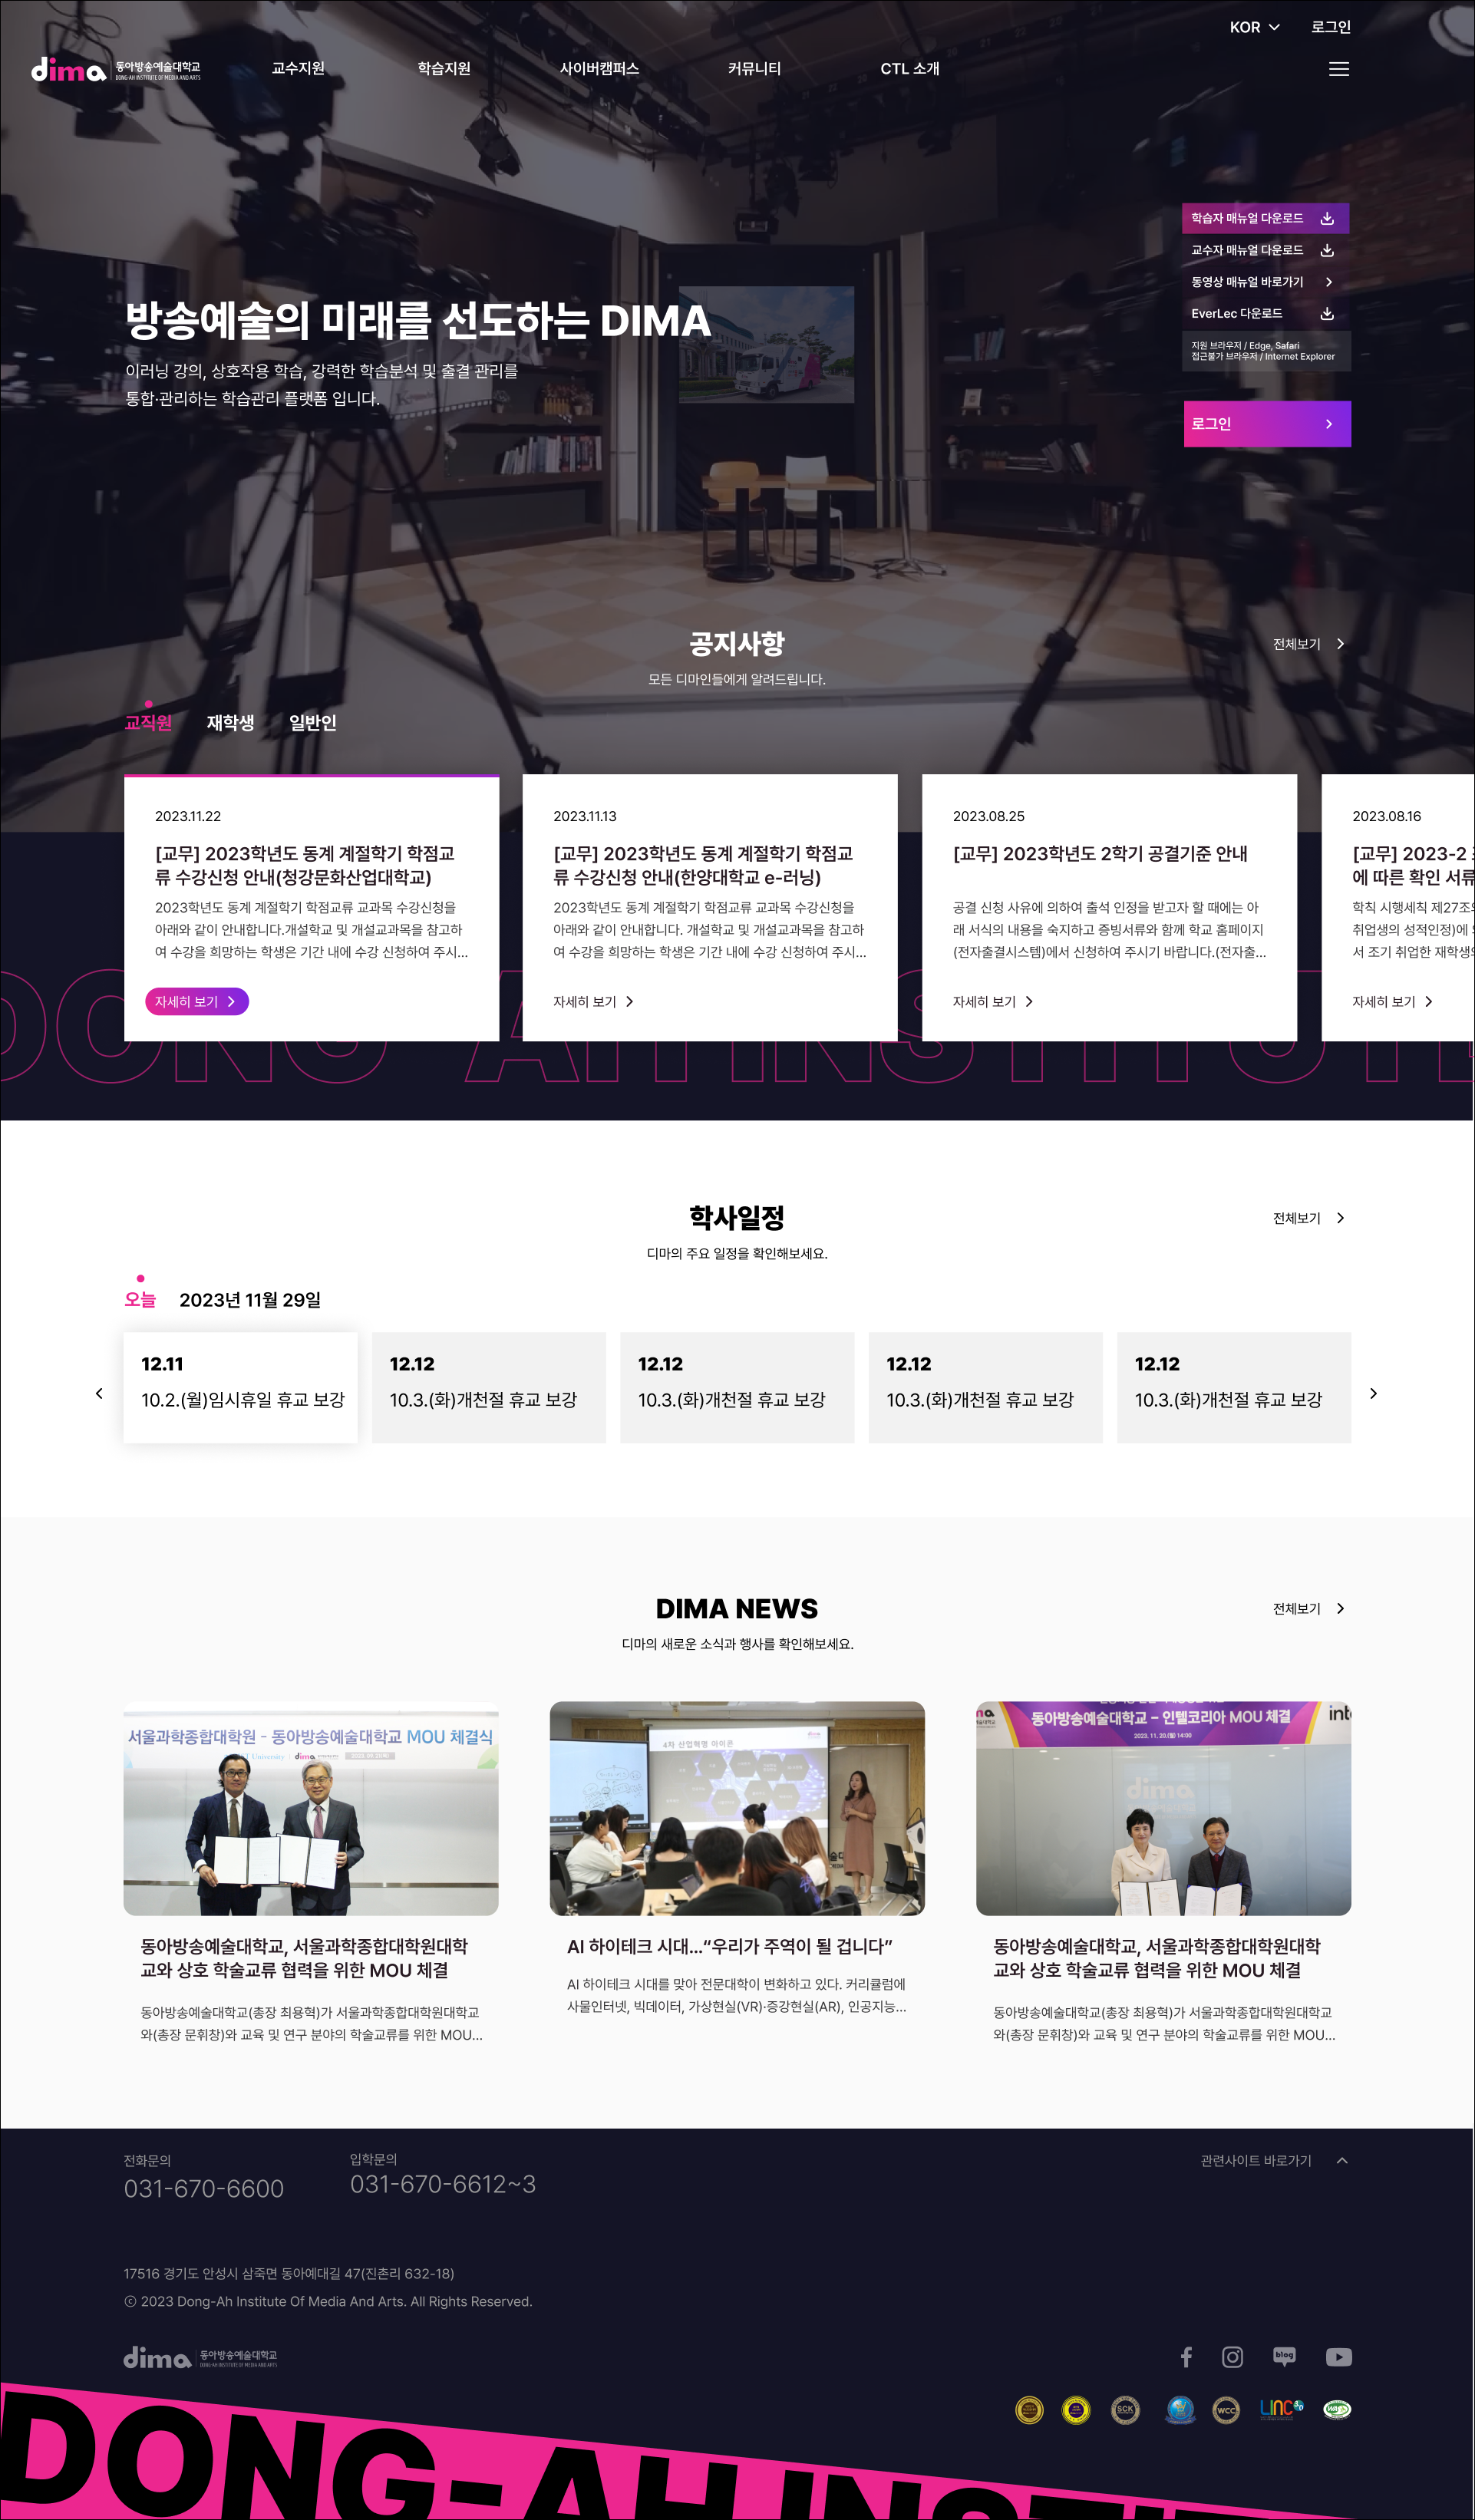 KOR
로그인
dima
동아방송예술대학교
DONG-AH INSTITUTE OF MEDIA AND ARTS
교수지원
학습지원
사이버캠퍼스
커뮤니티
CTL 소개
학습자 매뉴얼 다운로드
교수자 매뉴얼 다운로드
동영상 매뉴얼 바로가기
EverLec 다운로드
지원 브라우저 / Edge, Safari
접근불가 브라우저 / Internet Explorer
로그인
방송예술의 미래를 선도하는 DIMA
이러닝 강의, 상호작용 학습, 강력한 학습분석 및 출결 관리를
통합·관리하는 학습관리 플랫폼 입니다.
공지사항
전체보기
모든 디마인들에게 알려드립니다.
교직원
재학생
일반인
2023.11.22
[교무] 2023학년도 동계 계절학기 학점교
류 수강신청 안내(청강문화산업대학교)
2023학년도 동계 계절학기 학점교류 교과목 수강신청을
아래와 같이 안내합니다.개설학교 및 개설교과목을 참고하
여 수강을 희망하는 학생은 기간 내에 수강 신청하여 주시...
자세히 보기
2023.11.13
[교무] 2023학년도 동계 계절학기 학점교
류 수강신청 안내(한양대학교 e-러닝)
2023학년도 동계 계절학기 학점교류 교과목 수강신청을
아래와 같이 안내합니다. 개설학교 및 개설교과목을 참고하
여 수강을 희망하는 학생은 기간 내에 수강 신청하여 주시...
자세히 보기
2023.08.25
[교무] 2023학년도 2학기 공결기준 안내
공결 신청 사유에 의하여 출석 인정을 받고자 할 때에는 아
래 서식의 내용을 숙지하고 증빙서류와 함께 학교 홈페이지
(전자출결시스템)에서 신청하여 주시기 바랍니다.(전자출...
자세히 보기
2023.08.16
[교무] 2023-2
에 따른 확인 서류
학칙 시행세칙 제27조
취업생의 성적인정)에
서 조기 취업한 재학생
자세히 보기
DONG-AH INSTITUTE
학사일정
전체보기
디마의 주요 일정을 확인해보세요.
오늘
2023년 11월 29일
12.11
10.2.(월)임시휴일 휴교 보강
12.12
10.3.(화)개천절 휴교 보강
12.12
10.3.(화)개천절 휴교 보강
12.12
10.3.(화)개천절 휴교 보강
12.12
10.3.(화)개천절 휴교 보강
DIMA NEWS
전체보기
디마의 새로운 소식과 행사를 확인해보세요.
서울과학종합대학원 - 동아방송예술대학교 MOU 체결식
University
dima
4차 산업혁명 아이콘
동아방송예술대학교 – 인텔코리아 MOU 체결
2023. 11. 20.(월) 14:00
dima
동아방송예술대학교, 서울과학종합대학원대학
교와 상호 학술교류 협력을 위한 MOU 체결
동아방송예술대학교(총장 최용혁)가 서울과학종합대학원대학교
와(총장 문휘창)와 교육 및 연구 분야의 학술교류를 위한 MOU...
AI 하이테크 시대...“우리가 주역이 될 겁니다”
AI 하이테크 시대를 맞아 전문대학이 변화하고 있다. 커리큘럼에
사물인터넷, 빅데이터, 가상현실(VR)·증강현실(AR), 인공지능...
동아방송예술대학교, 서울과학종합대학원대학
교와 상호 학술교류 협력을 위한 MOU 체결
동아방송예술대학교(총장 최용혁)가 서울과학종합대학원대학교
와(총장 문휘창)와 교육 및 연구 분야의 학술교류를 위한 MOU...
전화문의
031-670-6600
입학문의
031-670-6612~3
관련사이트 바로가기
17516 경기도 안성시 삼죽면 동아예대길 47(진촌리 632-18)
ⓒ 2023 Dong-Ah Institute Of Media And Arts. All Rights Reserved.
dima
동아방송예술대학교
DONG-AH INSTITUTE OF MEDIA AND ARTS
blog
SCK
WCC
LINC
WA
DONG-AH INSTIT